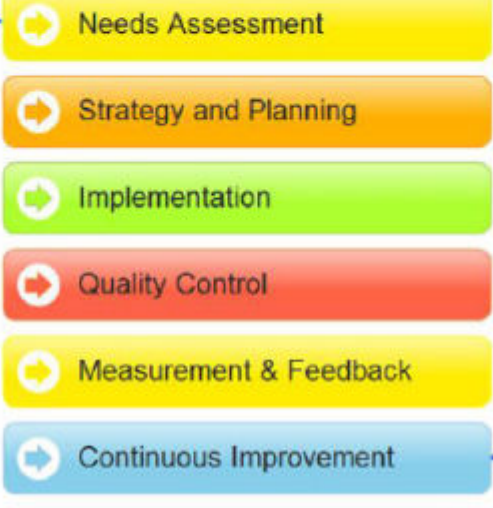 Needs Assessment
Strategy and Planning
Implementation
Quality Control
Measurement & Feedback
Continuous Improvement